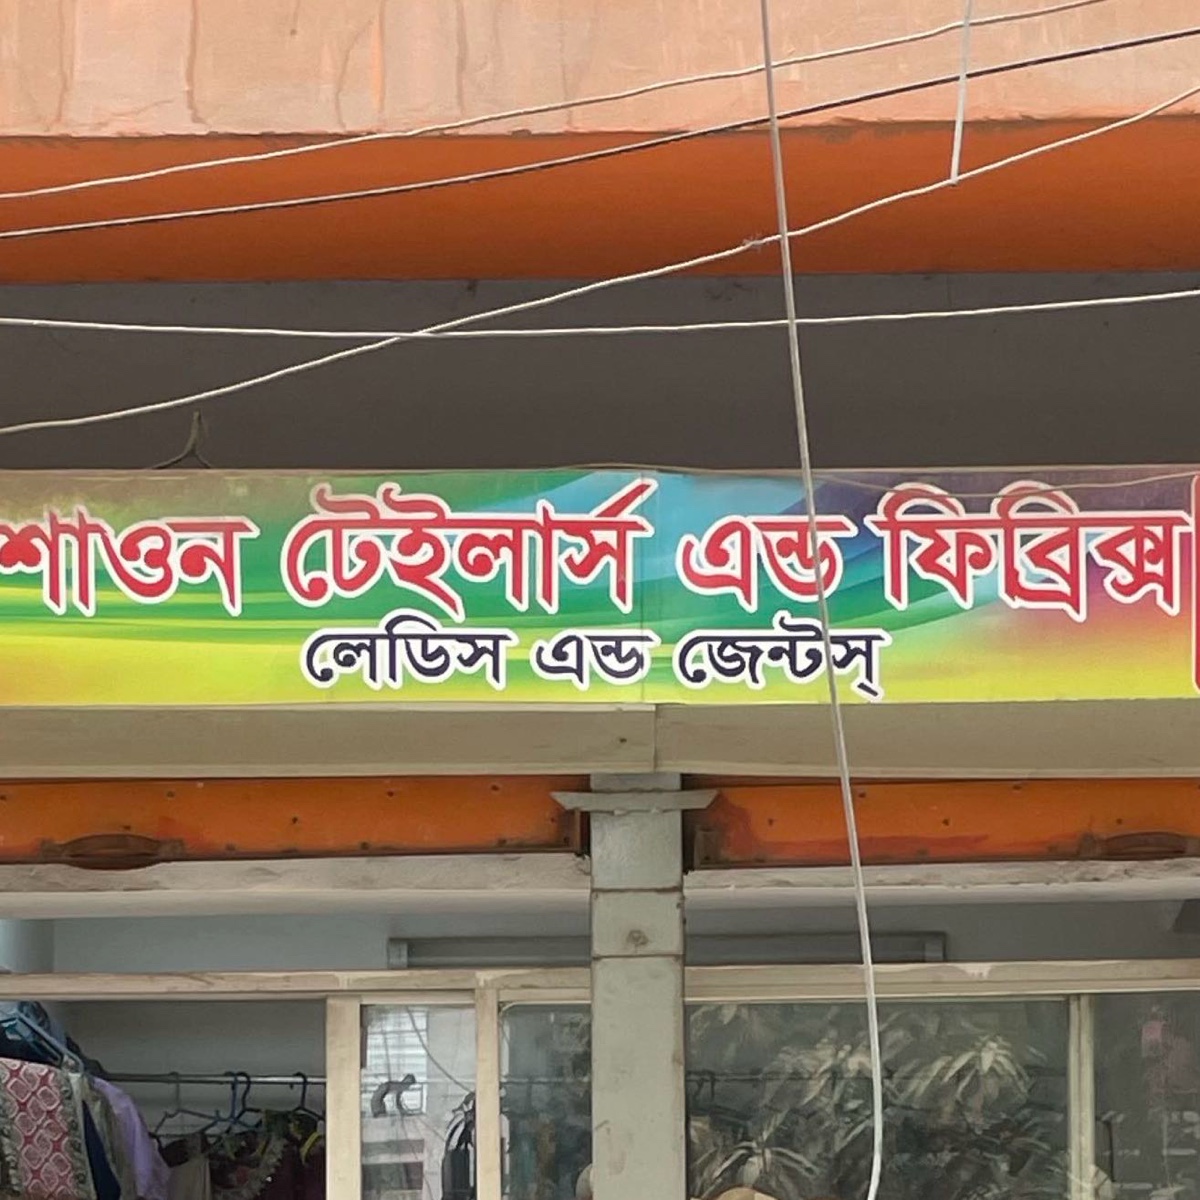 শাওন টেইলার্স এন্ড ফিব্রিক্স
লেডিস এন্ড জেন্টস্